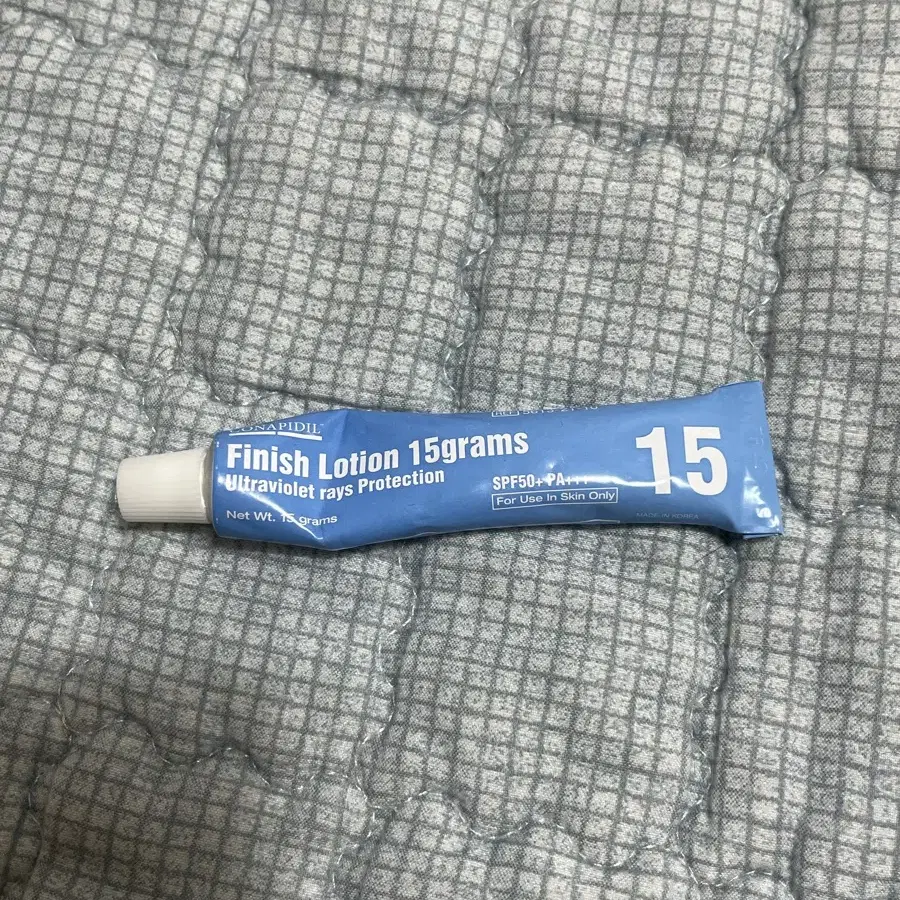 Finish Lotion 15grams
Ultraviolet rays Protection
Net Wt. 15 grams
SPF50+ PA+++
For Use In Skin Only
15
MADE IN KOREA